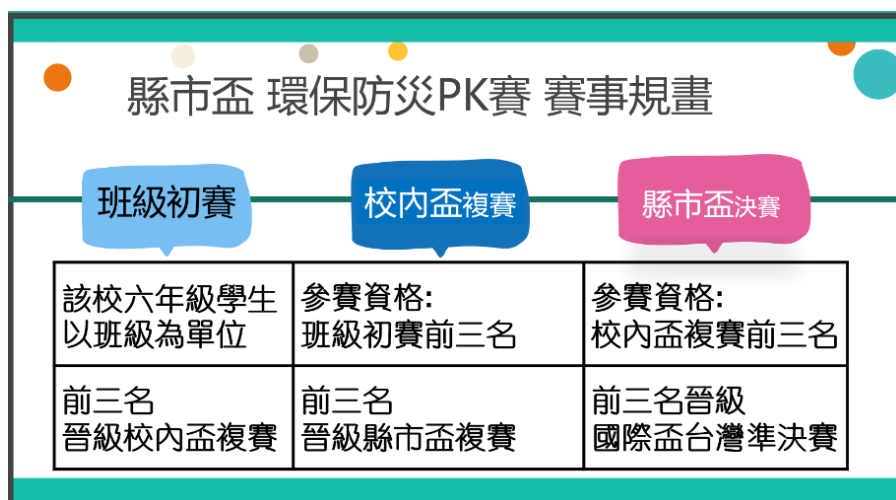 縣市盃 環保防災PK賽 賽事規畫
班級初賽
校內盃複賽
縣市盃決賽
該校六年級學生
以班級為單位
參賽資格:
班級初賽前三名
參賽資格:
校內盃複賽前三名
前三名
晉級校內盃複賽
前三名
晉級縣市盃複賽
前三名晉級
國際盃台灣準決賽